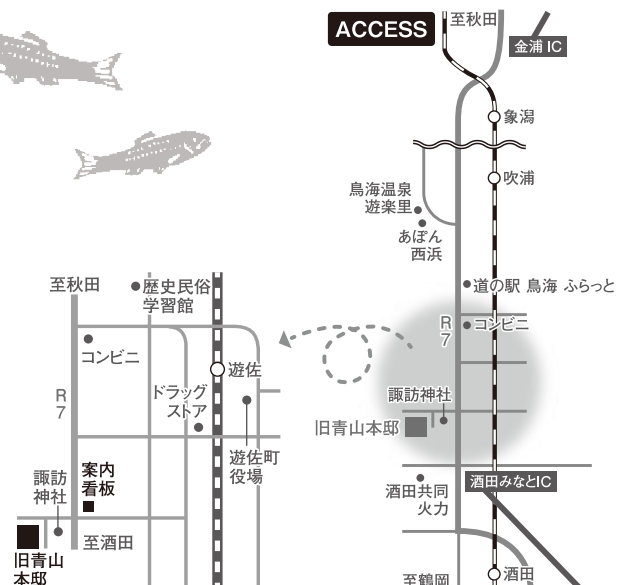 ACCESS
至秋田
金浦 IC
象潟
吹浦
鳥海温泉
遊楽里
あぽん
西浜
道の駅 鳥海 ふらっと
R
7
コンビニ
諏訪神社
旧青山本邸
酒田みなとIC
酒田共同
火力
至鶴岡
酒田
至秋田
歴史民俗
学習館
コンビニ
遊佐
ドラッグ
ストア
R
7
遊佐町
役場
諏訪
神社
案内
看板
至酒田
旧青山
本邸